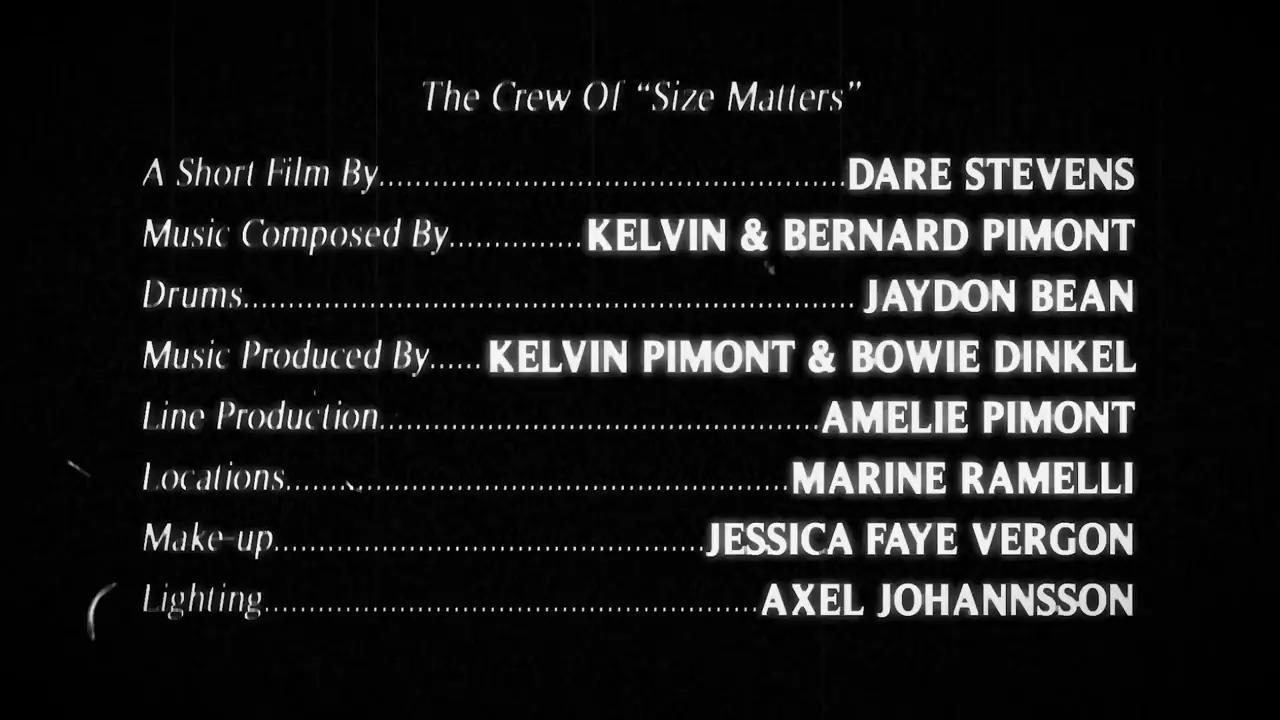 The Crew Of “Size Matters”
A Short Film By..................................................DARE STEVENS
Music Composed By..............KELVIN & BERNARD PIMONT
Drums.................................................................JAYDON BEAN
Music Produced By......KELVIN PIMONT & BOWIE DINKEL
Line Production...............................................AMELIE PIMONT
Locations......................................................MARINE RAMELLI
Make-up..............................................JESSICA FAYE VERGON
Lighting.....................................................AXEL JOHANNSSON